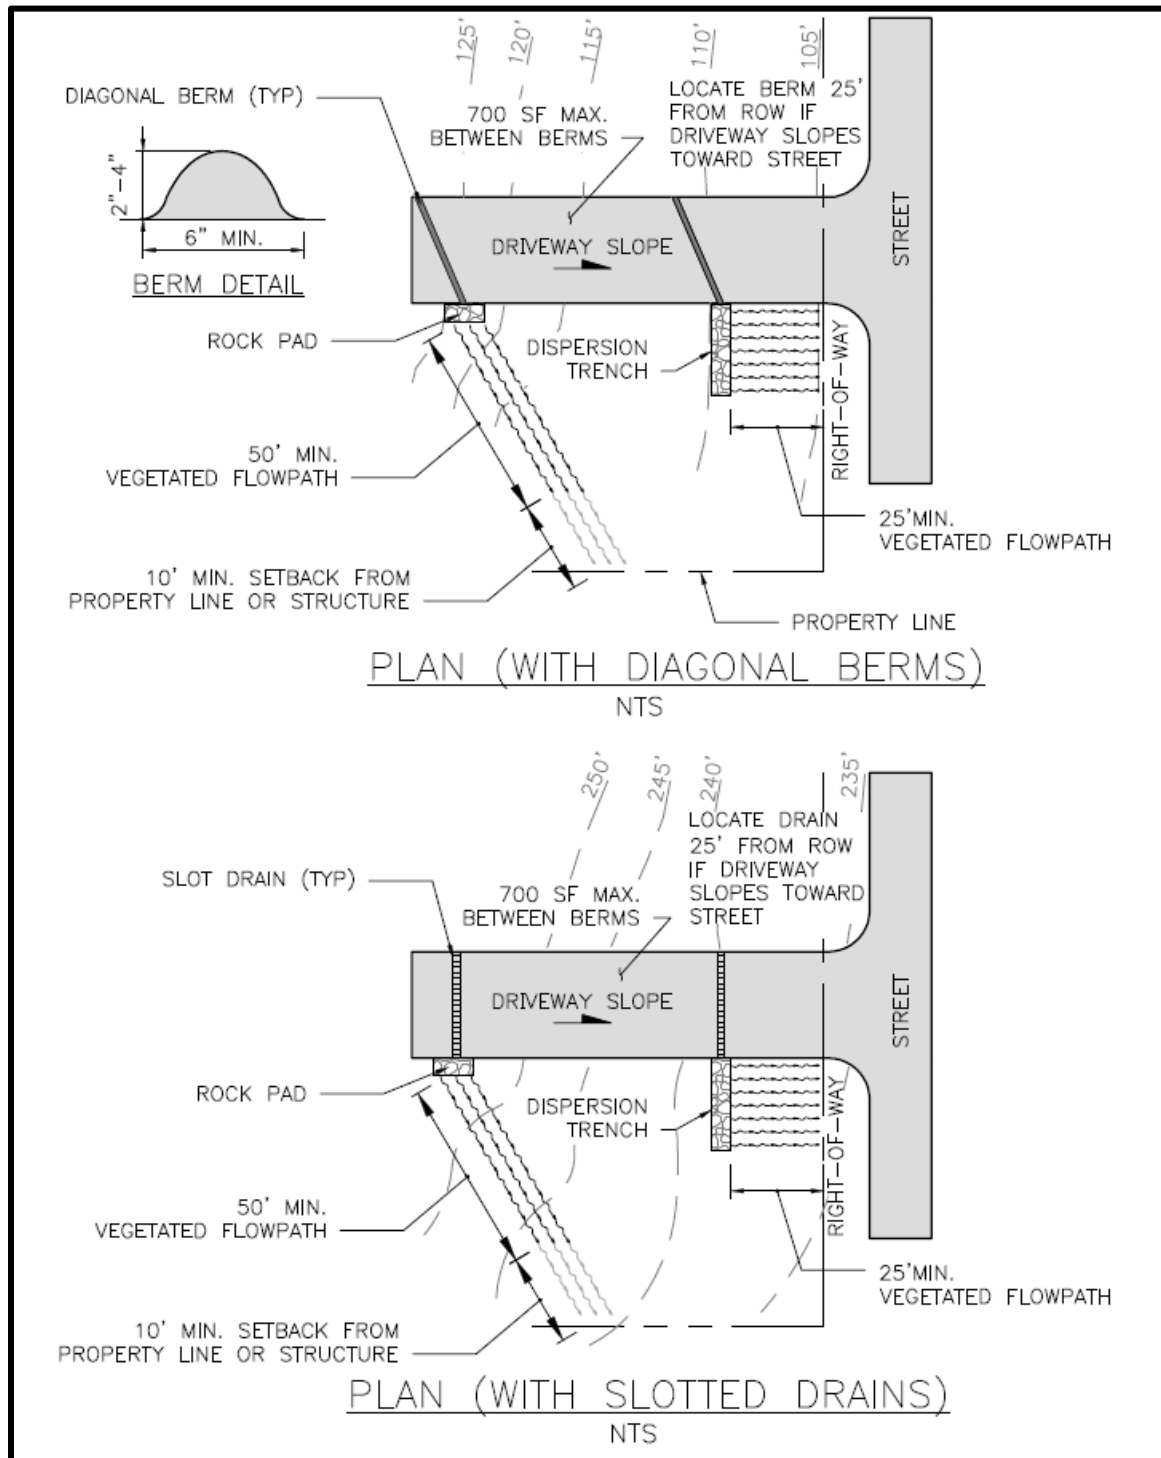 125'
120'
115'
110'
105'
DIAGONAL BERM (TYP)
700 SF MAX.
BETWEEN BERMS
LOCATE BERM 25'
FROM ROW IF
DRIVEWAY SLOPES
TOWARD STREET
2"-4"
6" MIN.
BERM DETAIL
DRIVEWAY SLOPE
STREET
ROCK PAD
DISPERSION
TRENCH
RIGHT-OF-WAY
50' MIN.
VEGETATED FLOWPATH
25'MIN.
VEGETATED FLOWPATH
10' MIN. SETBACK FROM
PROPERTY LINE OR STRUCTURE
PROPERTY LINE
PLAN (WITH DIAGONAL BERMS)
NTS
250'
245'
240'
235'
LOCATE DRAIN
25' FROM ROW
IF DRIVEWAY
SLOPES TOWARD
STREET
SLOT DRAIN (TYP)
700 SF MAX.
BETWEEN BERMS
DRIVEWAY SLOPE
STREET
ROCK PAD
DISPERSION
TRENCH
RIGHT-OF-WAY
50' MIN.
VEGETATED FLOWPATH
25'MIN.
VEGETATED FLOWPATH
10' MIN. SETBACK FROM
PROPERTY LINE OR STRUCTURE
PLAN (WITH SLOTTED DRAINS)
NTS